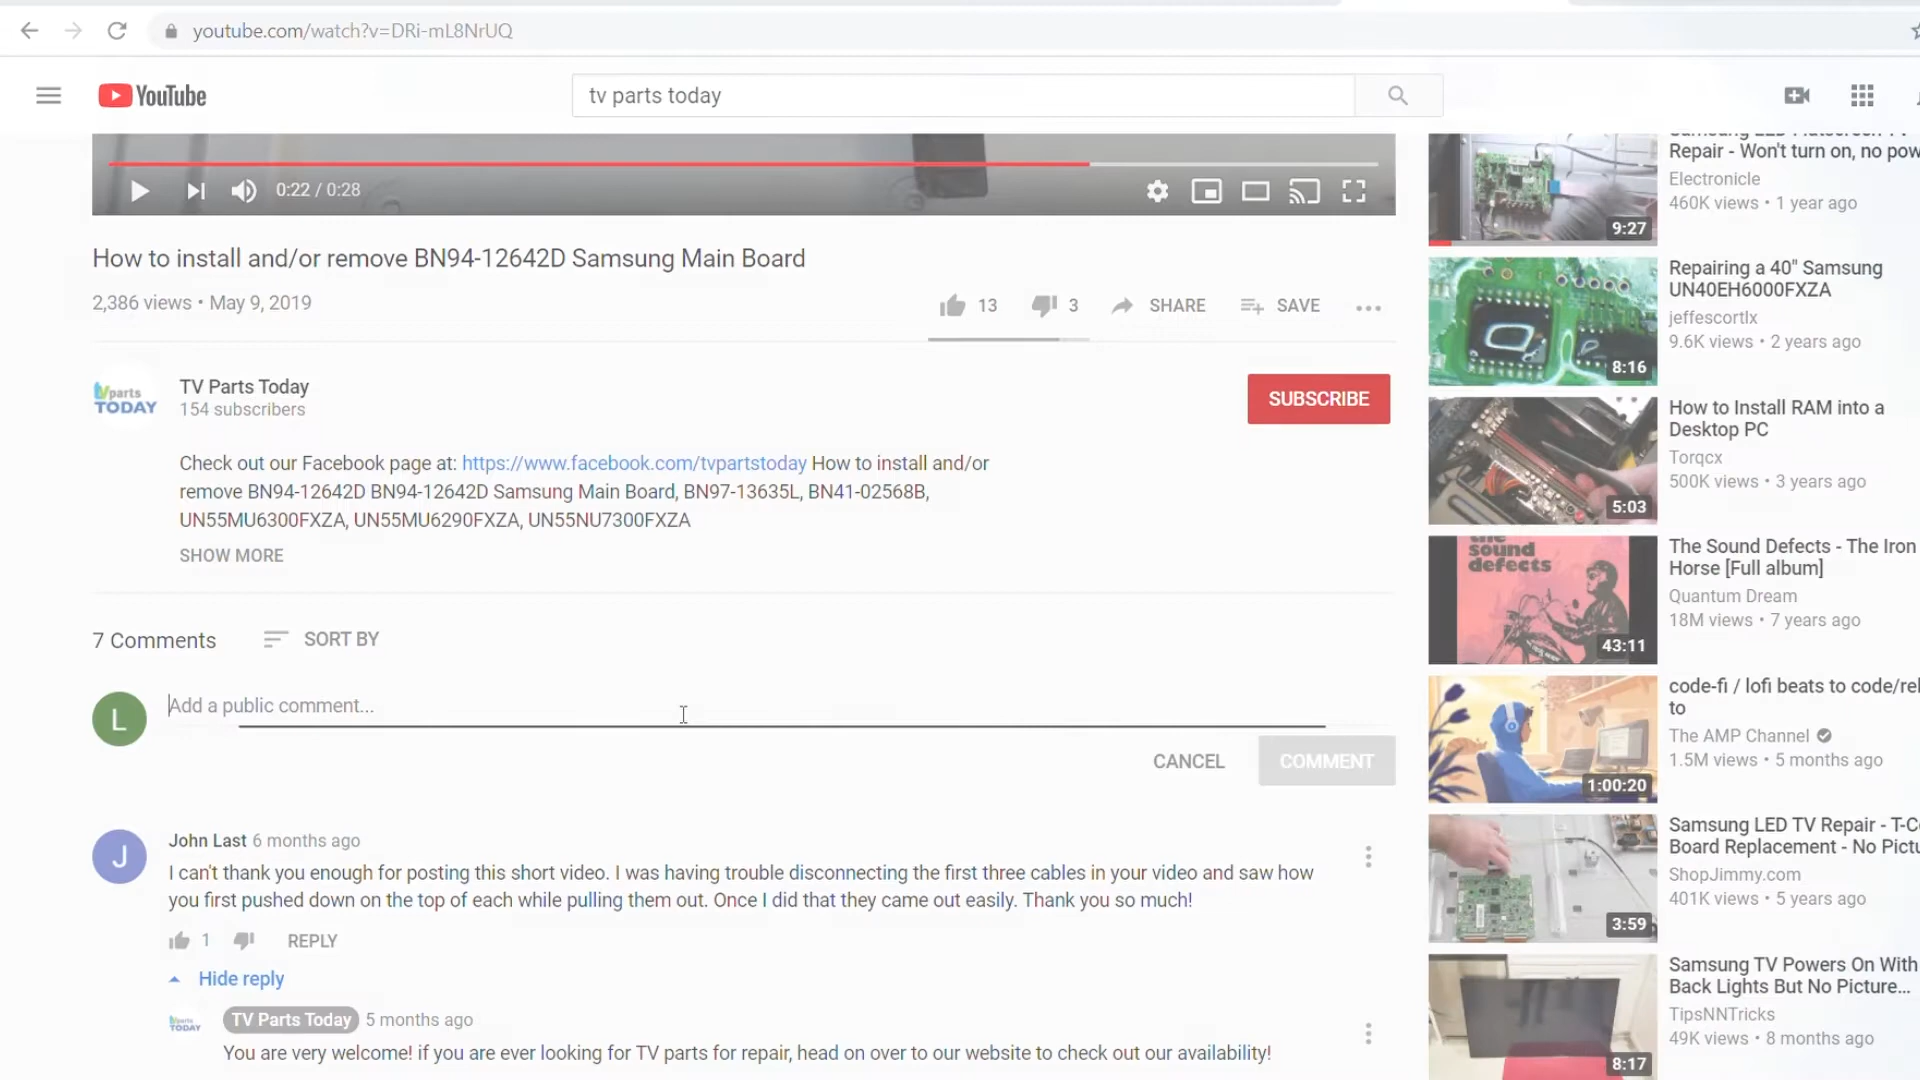 youtube.com/watch?v=DRi-mL8NrUQ
YouTube
tv parts today
0:22 / 0:28
How to install and/or remove BN94-12642D Samsung Main Board
2,386 views • May 9, 2019
13
3
SHARE
SAVE
TV Parts Today
154 subscribers
SUBSCRIBE
parts
TODAY
Check out our Facebook page at: https://www.facebook.com/tvpartstoday How to install and/or
remove BN94-12642D BN94-12642D Samsung Main Board, BN97-13635L, BN41-02568B,
UN55MU6300FXZA, UN55MU6290FXZA, UN55NU7300FXZA
SHOW MORE
7 Comments
SORT BY
L
Add a public comment...
CANCEL
COMMENT
J
John Last 6 months ago
I can't thank you enough for posting this short video. I was having trouble disconnecting the first three cables in your video and saw how
you first pushed down on the top of each while pulling them out. Once I did that they came out easily. Thank you so much!
1
REPLY
Hide reply
TODAY
TV Parts Today 5 months ago
You are very welcome! if you are ever looking for TV parts for repair, head on over to our website to check out our availability!
Repair - Won't turn on, no pow
Electronicle
460K views • 1 year ago
9:27
Repairing a 40" Samsung
UN40EH6000FXZA
jeffescortlx
9.6K views • 2 years ago
8:16
How to Install RAM into a
Desktop PC
Torqcx
500K views • 3 years ago
5:03
the
sound
defects
The Sound Defects - The Iron
Horse [Full album]
Quantum Dream
18M views • 7 years ago
43:11
code-fi / lofi beats to code/rel
to
The AMP Channel
1.5M views • 5 months ago
1:00:20
Samsung LED TV Repair - T-C
Board Replacement - No Pictu
ShopJimmy.com
401K views • 5 years ago
3:59
Samsung TV Powers On With
Back Lights But No Picture...
TipsNNTricks
49K views • 8 months ago
8:17